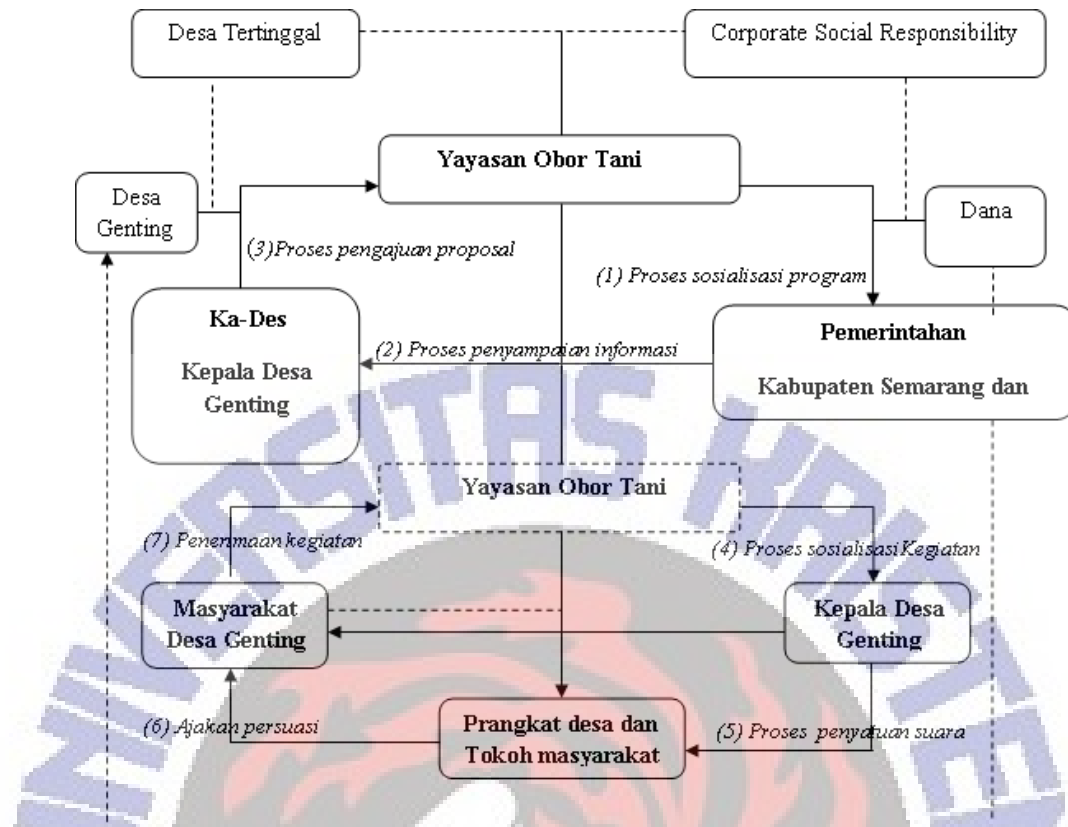 Desa Tertinggal
Corporate Social Responsibility
Yayasan Obor Tani
Desa
Genting
Dana
(3)Proses pengajuan proposal
(1) Proses sosialisasi program
Ka-Des
Kepala Desa
Genting
(2) Proses penyampaian informasi
Pemerintahan
Kabupaten Semarang dan
Yayasan Obor Tani
(7) Penerimaan kegiatan
(4) Proses sosialisasi Kegiatan
Masyarakat
Desa Genting
Kepala Desa
Genting
(6) Ajakan persuasi
Prangkat desa dan
Tokoh masyarakat
(5) Proses penyatuan suara
UNIVERSITAS KRISTE